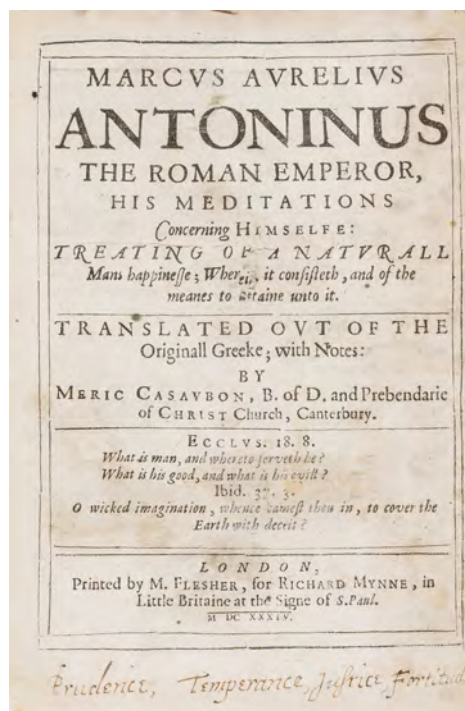 MARCVS AVRELIVS
ANTONINUS
THE ROMAN EMPEROR,
HIS MEDITATIONS
Concerning HIMSELFE:
TREATING OF A NATVRALL
Mans happinesse; Wherein it consisteth, and of the
meanes to attaine unto it.
TRANSLATED OVT OF THE
Originall Greeke; with Notes:
BY
MERIC CASAVBON, B. of D. and Prebendarie
of CHRIST Church, Canterbury.
ECCLVS. 18. 8.
What is man, and whereto serveth he?
What is his good, and what is his evill?
Ibid. 37. 3.
O wicked imagination, whence camest thou in, to cover the
Earth with deceit?
LONDON,
Printed by M. FLESHER, for RICHARD MYNNE, in
Little Britaine at the Signe of S. Paul.
M DC XXXIV.
Prudence, Temperance, Justice, Fortitud